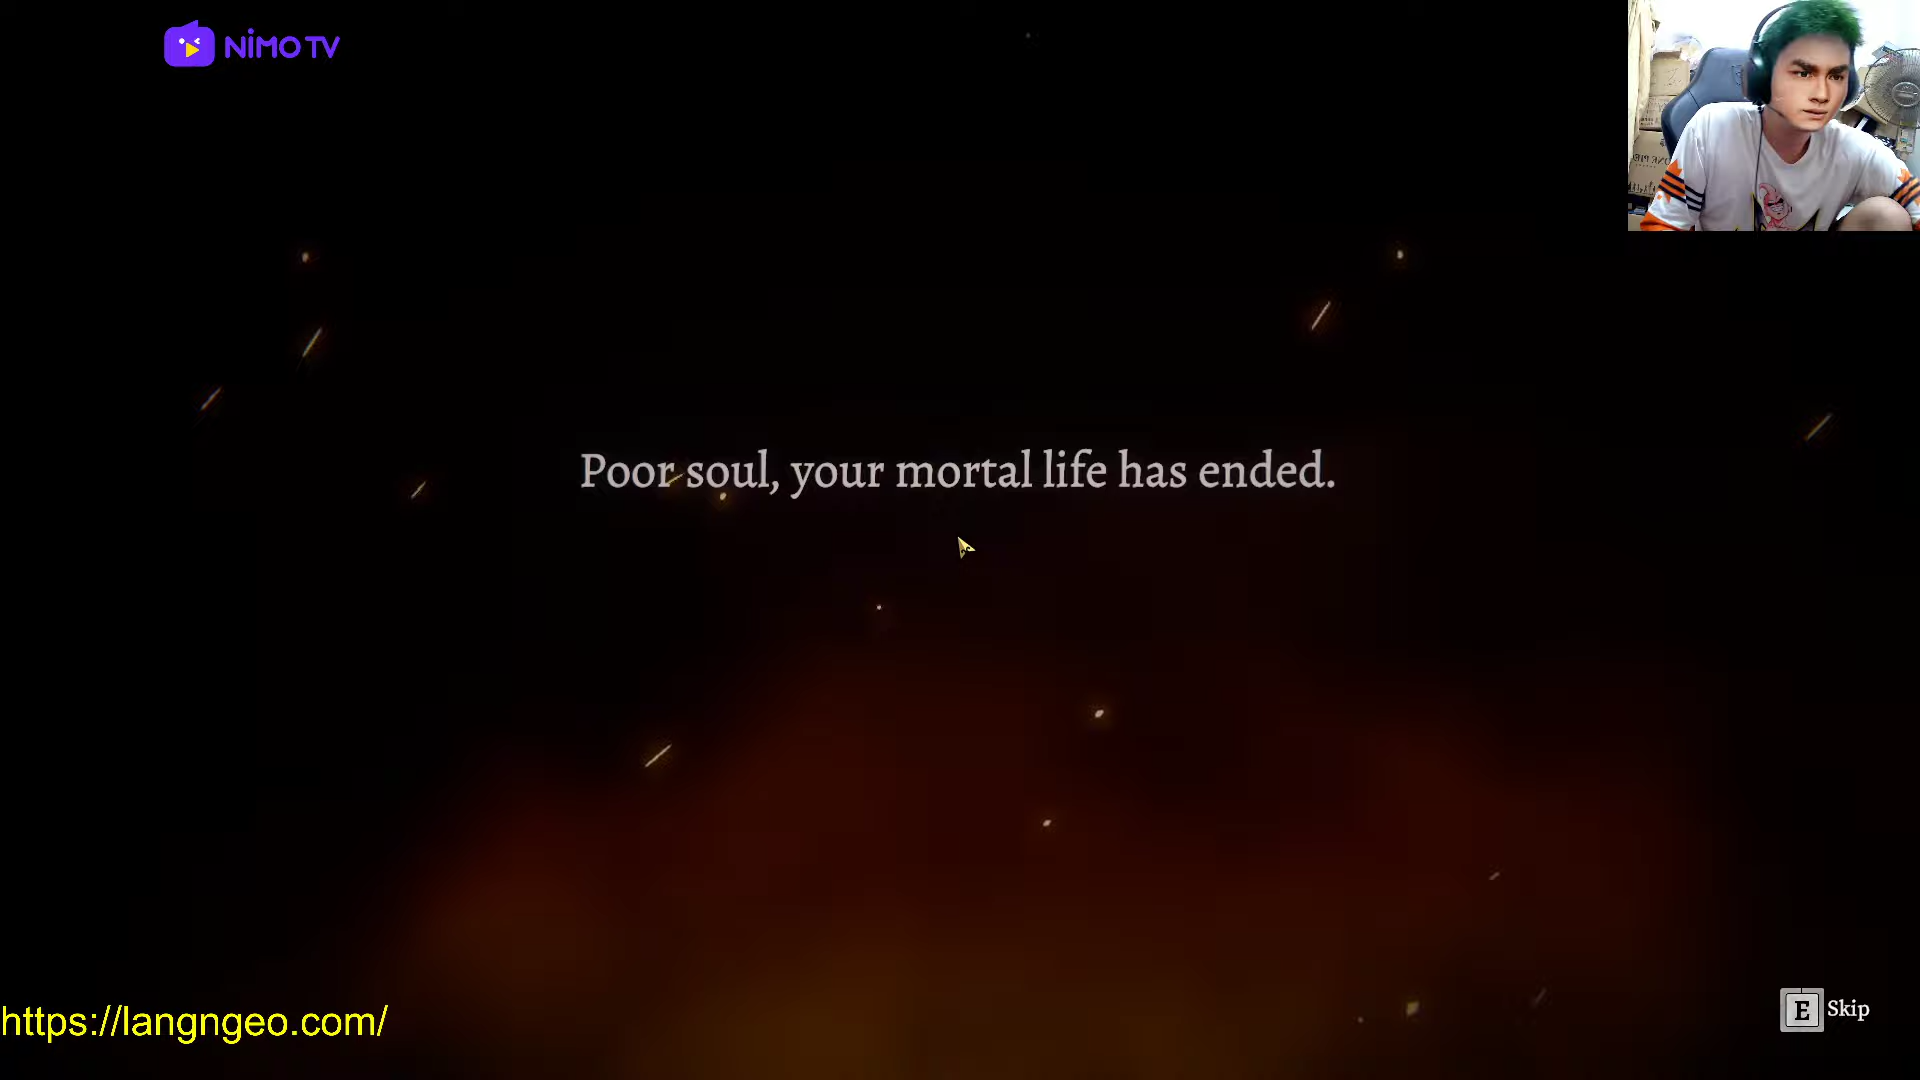 NIMO TV
Poor soul, your mortal life has ended.
E Skip
https://langngeo.com/